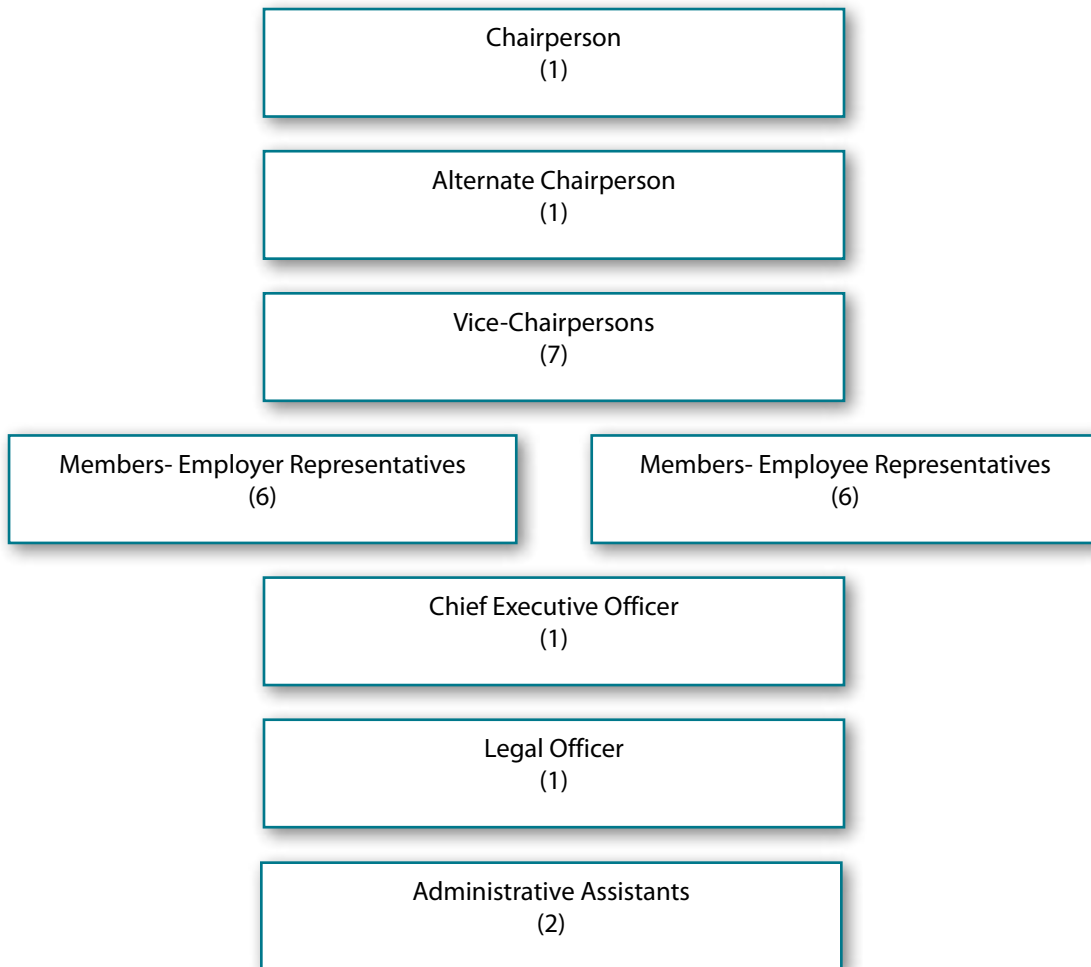 Chairperson
(1)
Alternate Chairperson
(1)
Vice-Chairpersons
(7)
Members- Employer Representatives
(6)
Members- Employee Representatives
(6)
Chief Executive Officer
(1)
Legal Officer
(1)
Administrative Assistants
(2)